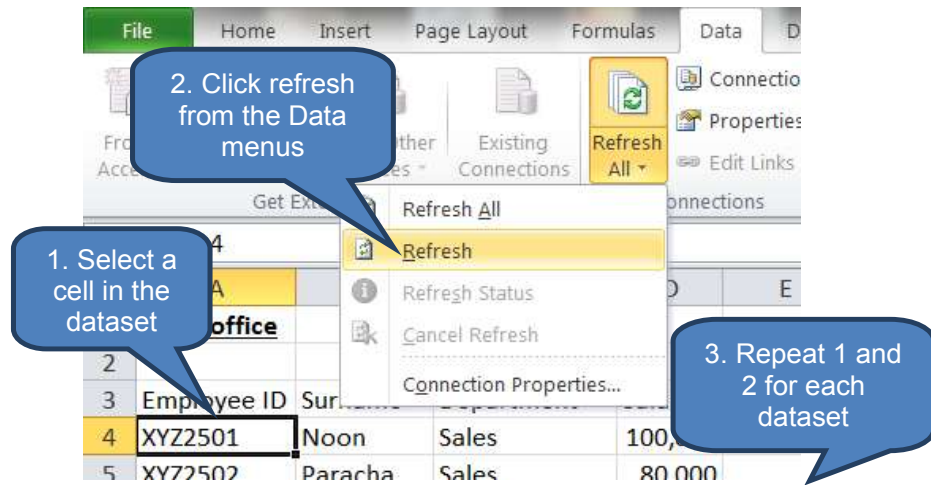 File Home Insert Page Layout Formulas Data D
2. Click refresh
from the Data
menus
Existing
Connections
Refresh
All
Connectio
Properties
Edit Links
Get
Refresh All
Refresh
Refresh Status
Cancel Refresh
Connection Properties...
1. Select a
cell in the
dataset
4
A D E
office
2
3 Employee ID
4 XYZ2501 Noon Sales 100,
5 XYZ2502 Paracha Sales 80,000
3. Repeat 1 and
2 for each
dataset